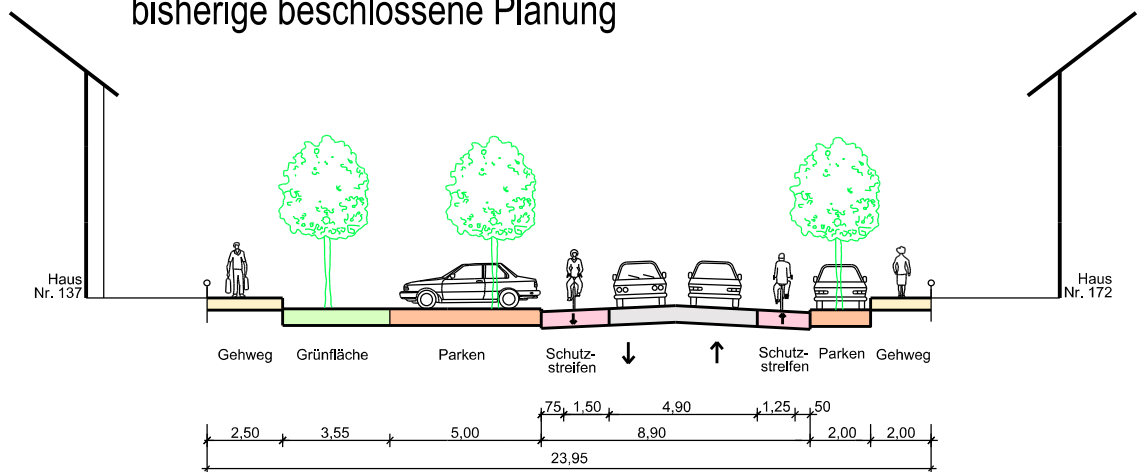 bisherige beschlossene Planung
Haus
Nr. 137
Haus
Nr. 172
Gehweg
Grünfläche
Parken
Schutz-
streifen
Schutz-
streifen
Parken
Gehweg
75
1,50
4,90
1,25
50
2,50
3,55
5,00
8,90
2,00
2,00
23,95